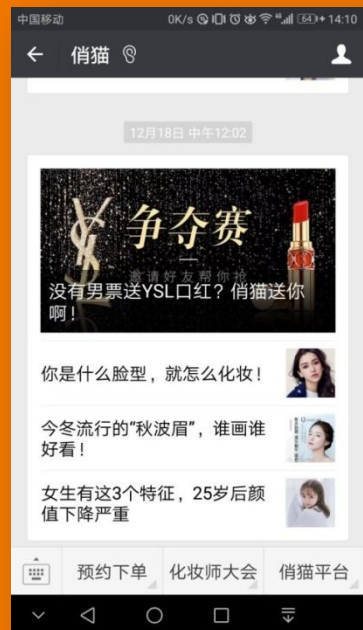 中国移动 0K/s 64 14:10
俏猫
12月18日 中午12:02
争夺赛
邀请好友帮你抢
没有男票送YSL口红？俏猫送你
啊！
你是什么脸型，就怎么化妆！
今冬流行的“秋波眉”，谁画谁
好看！
女生有这3个特征，25岁后颜
值下降严重
预约下单 化妆师大会 俏猫平台